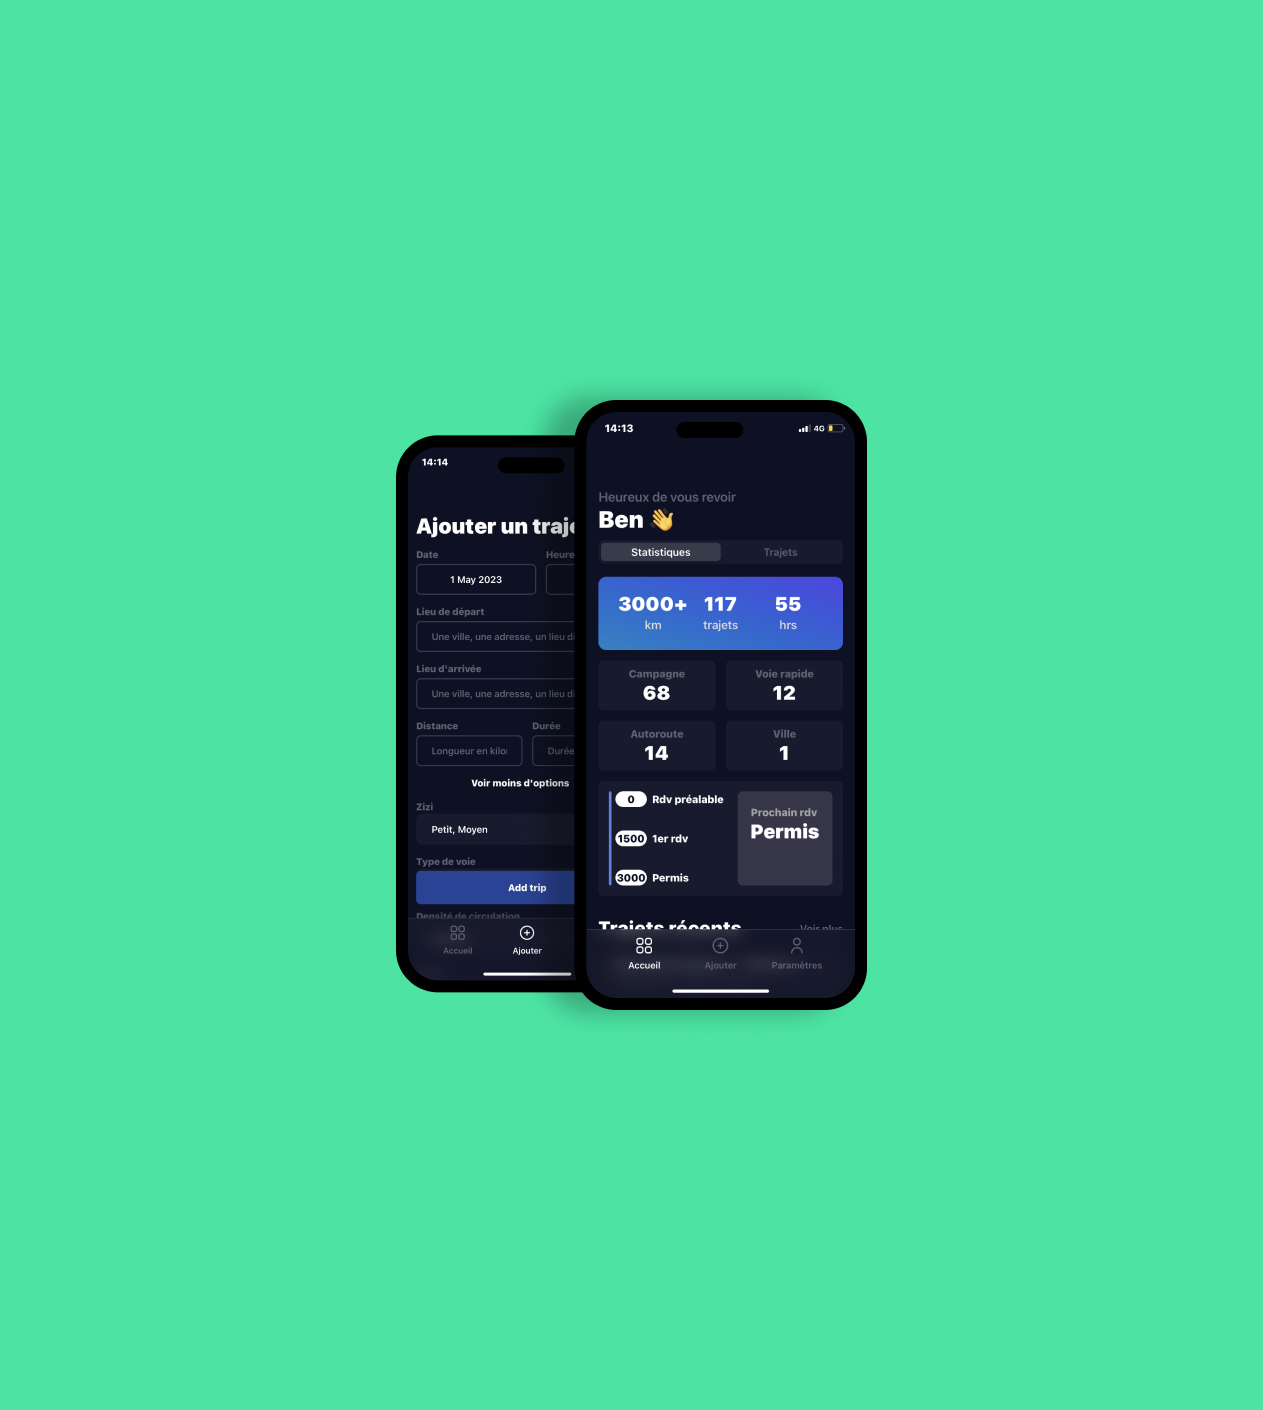 14:14
Ajouter un traje
Date
Heure
1 May 2023
Lieu de départ
Une ville, une adresse, un lieu di
Lieu d'arrivée
Une ville, une adresse, un lieu di
Distance
Durée
Longueur en kilo
Durée
Voir moins d'options
Zizi
Petit, Moyen
Type de voie
Add trip
Densité de circulation
Accueil
Ajouter
14:13
4G
Heureux de vous revoir
Ben 👋
Statistiques
Trajets
3000+
117
55
km
trajets
hrs
Campagne
68
Voie rapide
12
Autoroute
14
Ville
1
0 Rdv préalable
1500 1er rdv
3000 Permis
Prochain rdv
Permis
Trajets récents
Voir plus
Accueil
Ajouter
Paramètres